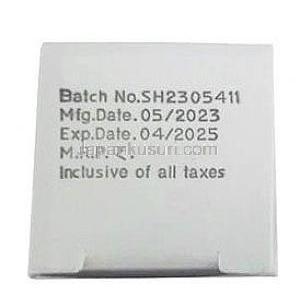 Batch No.SH2305411
Mfg.Date.05/2023
Exp.Date.04/2025
M.R.P.
Inclusive of all taxes